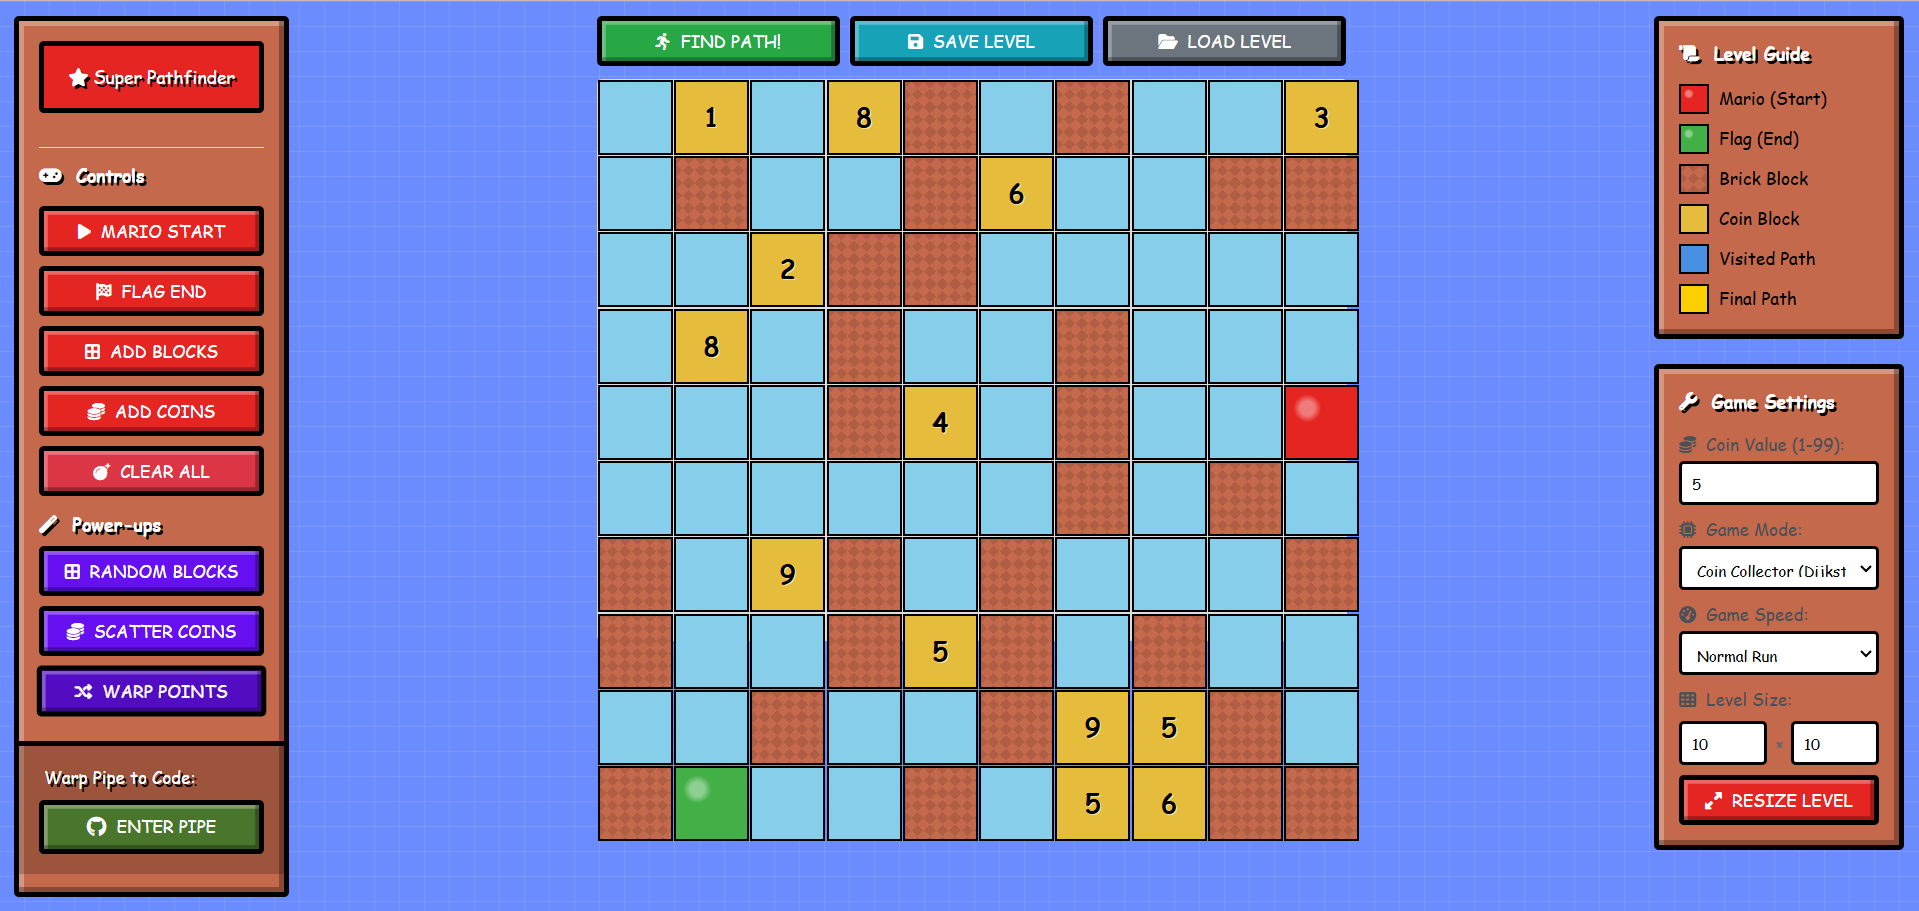 Super Pathfinder
Controls
MARIO START
FLAG END
ADD BLOCKS
ADD COINS
CLEAR ALL
Power-ups
RANDOM BLOCKS
SCATTER COINS
WARP POINTS
Warp Pipe to Code:
ENTER PIPE
FIND PATH!
SAVE LEVEL
LOAD LEVEL
1 8 3
6
2
8
4
9
5
9 5
5 6
Level Guide
Mario (Start)
Flag (End)
Brick Block
Coin Block
Visited Path
Final Path
Game Settings
Coin Value (1-99):
5
Game Mode:
Coin Collector (Dijkst
Game Speed:
Normal Run
Level Size:
10 × 10
RESIZE LEVEL